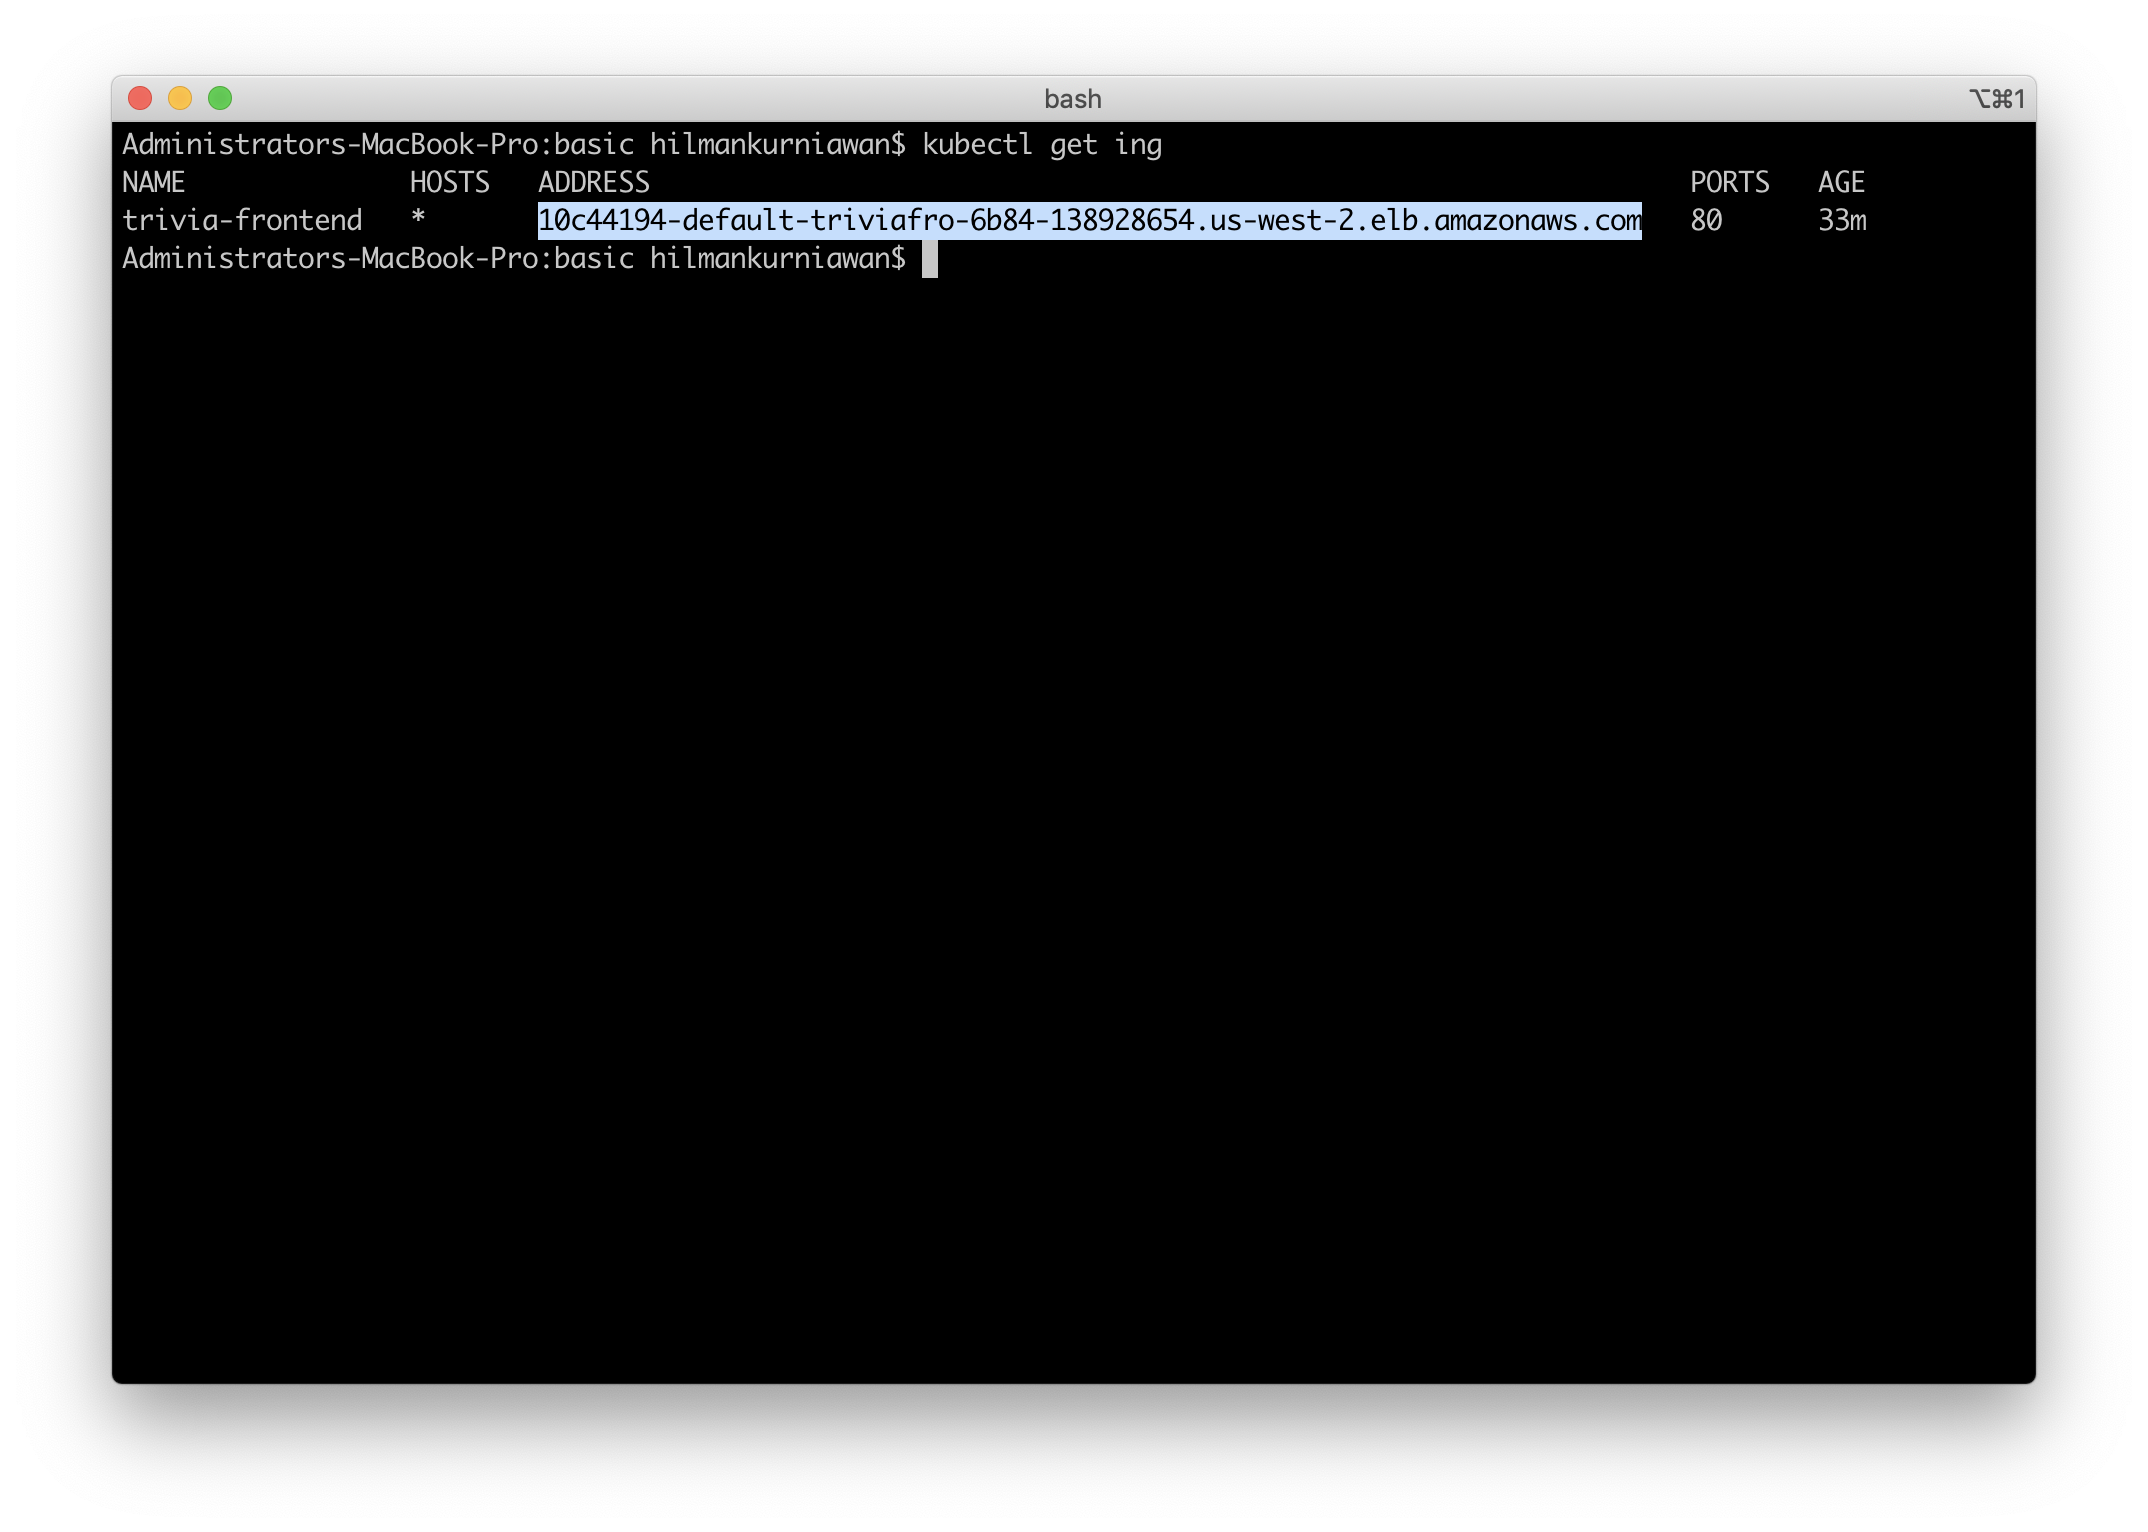 bash ⌥⌘1
Administrators-MacBook-Pro:basic hilmankurniawan$ kubectl get ing
NAME HOSTS ADDRESS PORTS AGE
trivia-frontend * 10c44194-default-triviafro-6b84-138928654.us-west-2.elb.amazonaws.com 80 33m
Administrators-MacBook-Pro:basic hilmankurniawan$